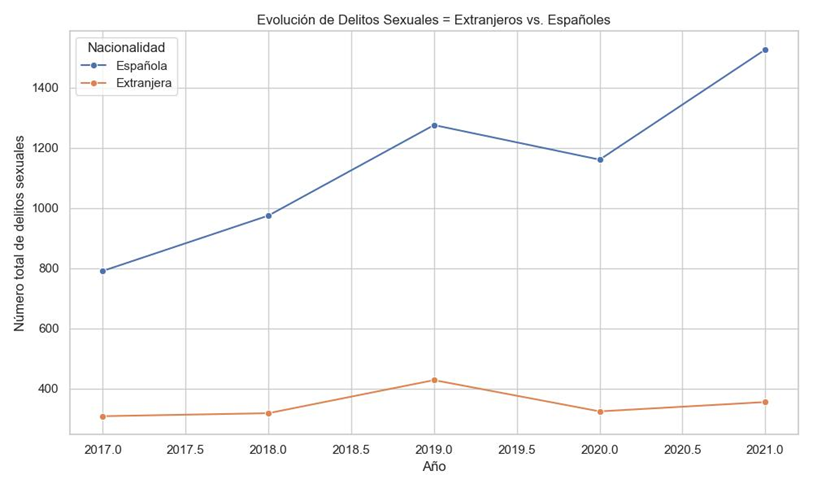 Evolución de Delitos Sexuales = Extranjeros vs. Españoles
Nacionalidad
Española
Extranjera
Número total de delitos sexuales
1400
1200
1000
800
600
400
2017.0 2017.5 2018.0 2018.5 2019.0 2019.5 2020.0 2020.5 2021.0
Año